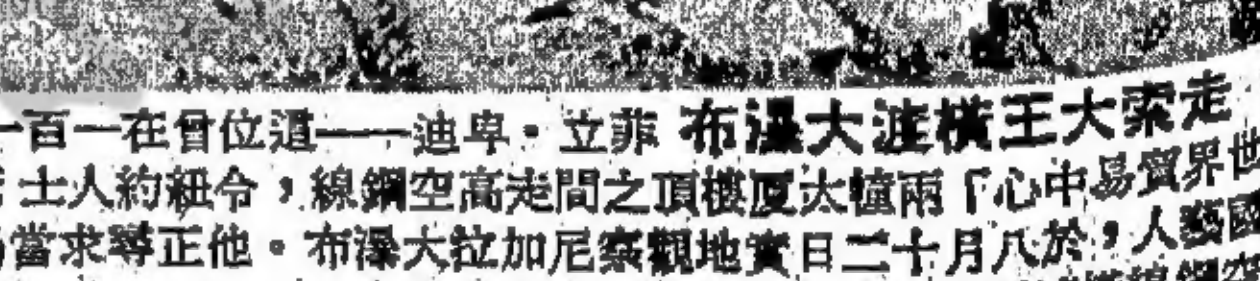 走索大王橫渡大瀑布 菲立・卑迪——這位曾在一百一
世界貿易中心「兩幢大廈樓頂之間走高空鋼線，令紐約人士
國藝人，於八月十二日實地觀察尼加拉大瀑布。他正尋求當